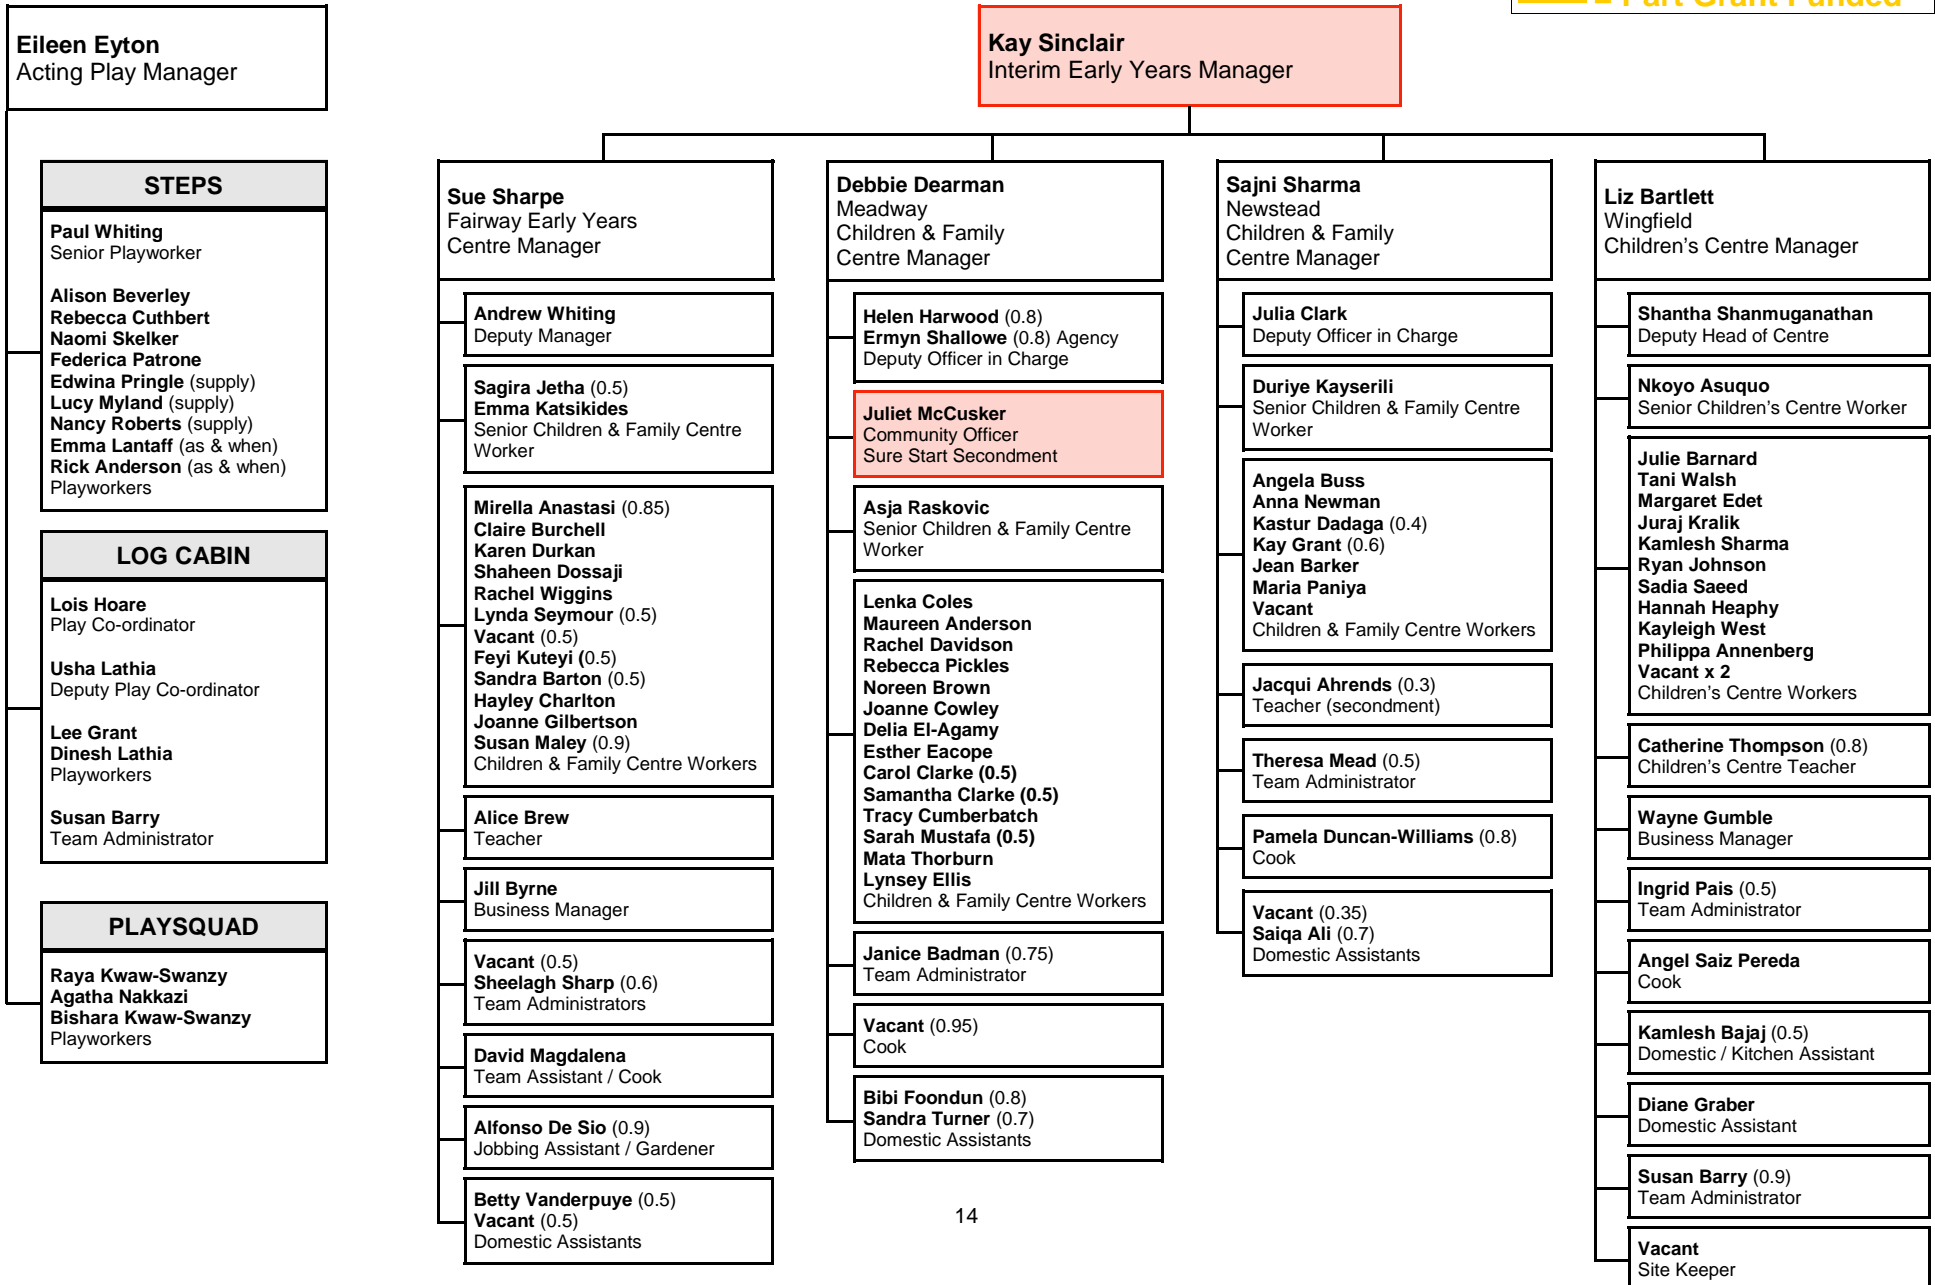 = Part Grant Funded
Eileen Eyton
Acting Play Manager
Kay Sinclair
Interim Early Years Manager
STEPS
Paul Whiting
Senior Playworker
Alison Beverley
Rebecca Cuthbert
Naomi Skelker
Federica Patrone
Edwina Pringle (supply)
Lucy Myland (supply)
Nancy Roberts (supply)
Emma Lantaff (as & when)
Rick Anderson (as & when)
Playworkers
LOG CABIN
Lois Hoare
Play Co-ordinator
Usha Lathia
Deputy Play Co-ordinator
Lee Grant
Dinesh Lathia
Playworkers
Susan Barry
Team Administrator
PLAYSQUAD
Raya Kwaw-Swanzy
Agatha Nakkazi
Bishara Kwaw-Swanzy
Playworkers
Sue Sharpe
Fairway Early Years
Centre Manager
Andrew Whiting
Deputy Manager
Sagira Jetha (0.5)
Emma Katsikides
Senior Children & Family Centre
Worker
Mirella Anastasi (0.85)
Claire Burchell
Karen Durkan
Shaheen Dossaji
Rachel Wiggins
Lynda Seymour (0.5)
Vacant (0.5)
Feyi Kuteyi (0.5)
Sandra Barton (0.5)
Hayley Charlton
Joanne Gilbertson
Susan Maley (0.9)
Children & Family Centre Workers
Alice Brew
Teacher
Jill Byrne
Business Manager
Vacant (0.5)
Sheelagh Sharp (0.6)
Team Administrators
David Magdalena
Team Assistant / Cook
Alfonso De Sio (0.9)
Jobbing Assistant / Gardener
Betty Vanderpuye (0.5)
Vacant (0.5)
Domestic Assistants
Debbie Dearman
Meadway
Children & Family
Centre Manager
Helen Harwood (0.8)
Ermyn Shallowe (0.8) Agency
Deputy Officer in Charge
Juliet McCusker
Community Officer
Sure Start Secondment
Asja Raskovic
Senior Children & Family Centre
Worker
Lenka Coles
Maureen Anderson
Rachel Davidson
Rebecca Pickles
Noreen Brown
Joanne Cowley
Delia El-Agamy
Esther Eacope
Carol Clarke (0.5)
Samantha Clarke (0.5)
Tracy Cumberbatch
Sarah Mustafa (0.5)
Mata Thorburn
Lynsey Ellis
Children & Family Centre Workers
Janice Badman (0.75)
Team Administrator
Vacant (0.95)
Cook
Bibi Foondun (0.8)
Sandra Turner (0.7)
Domestic Assistants
Sajni Sharma
Newstead
Children & Family
Centre Manager
Julia Clark
Deputy Officer in Charge
Duriye Kayserili
Senior Children & Family Centre
Worker
Angela Buss
Anna Newman
Kastur Dadaga (0.4)
Kay Grant (0.6)
Jean Barker
Maria Paniya
Vacant
Children & Family Centre Workers
Jacqui Ahrends (0.3)
Teacher (secondment)
Theresa Mead (0.5)
Team Administrator
Pamela Duncan-Williams (0.8)
Cook
Vacant (0.35)
Saiqa Ali (0.7)
Domestic Assistants
Liz Bartlett
Wingfield
Children's Centre Manager
Shantha Shanmuganathan
Deputy Head of Centre
Nkoyo Asuquo
Senior Children's Centre Worker
Julie Barnard
Tani Walsh
Margaret Edet
Juraj Kralik
Kamlesh Sharma
Ryan Johnson
Sadia Saeed
Hannah Heaphy
Kayleigh West
Philippa Annenberg
Vacant x 2
Children's Centre Workers
Catherine Thompson (0.8)
Children's Centre Teacher
Wayne Gumble
Business Manager
Ingrid Pais (0.5)
Team Administrator
Angel Saiz Pereda
Cook
Kamlesh Bajaj (0.5)
Domestic / Kitchen Assistant
Diane Graber
Domestic Assistant
Susan Barry (0.9)
Team Administrator
Vacant
Site Keeper
14